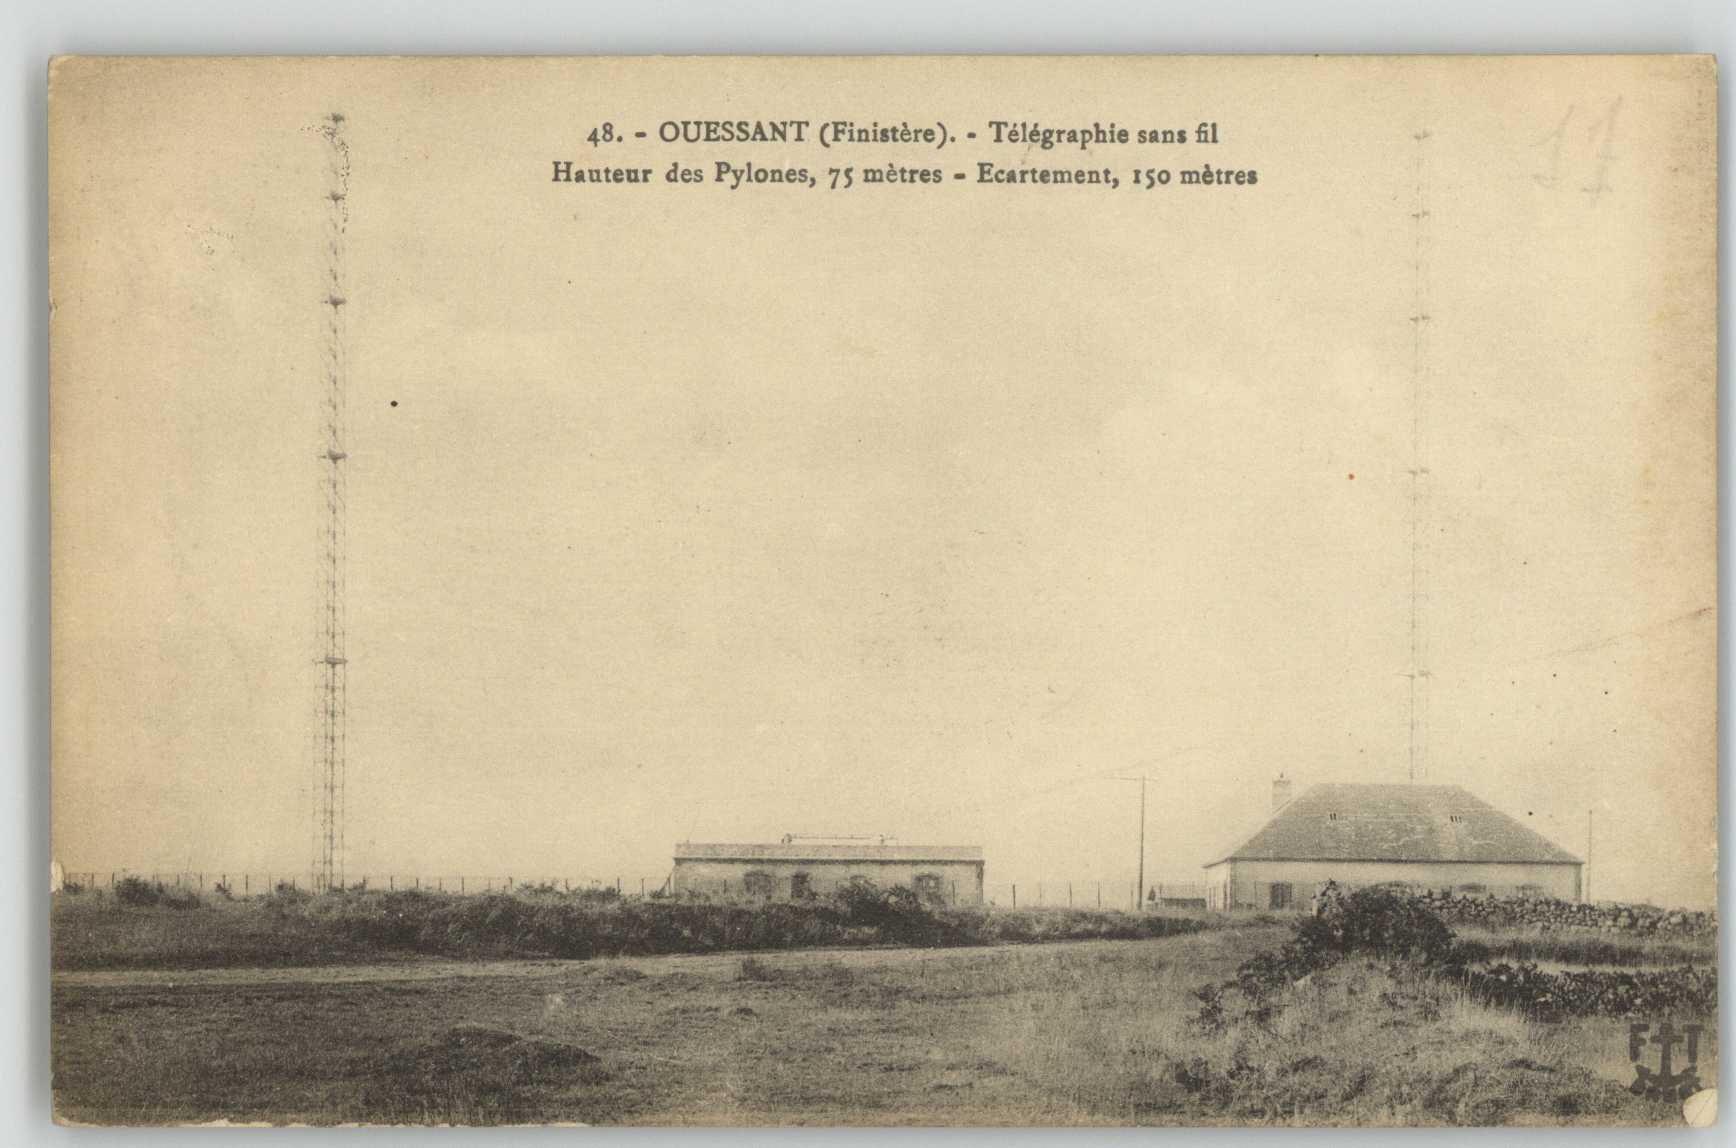 48. - OUESSANT (Finistère). - Télégraphie sans fil
Hauteur des Pylones, 75 mètres - Ecartement, 150 mètres
F T